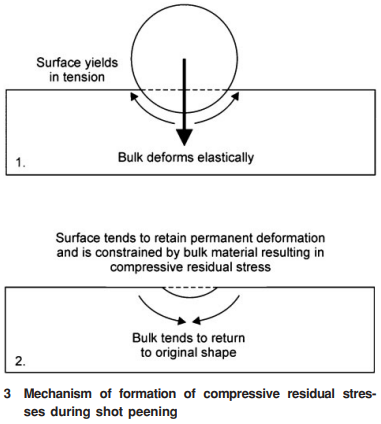 Surface yields
in tension
Bulk deforms elastically
1.
Surface tends to retain permanent deformation
and is constrained by bulk material resulting in
compressive residual stress
Bulk tends to return
to original shape
2.
3 Mechanism of formation of compressive residual stres-
ses during shot peening